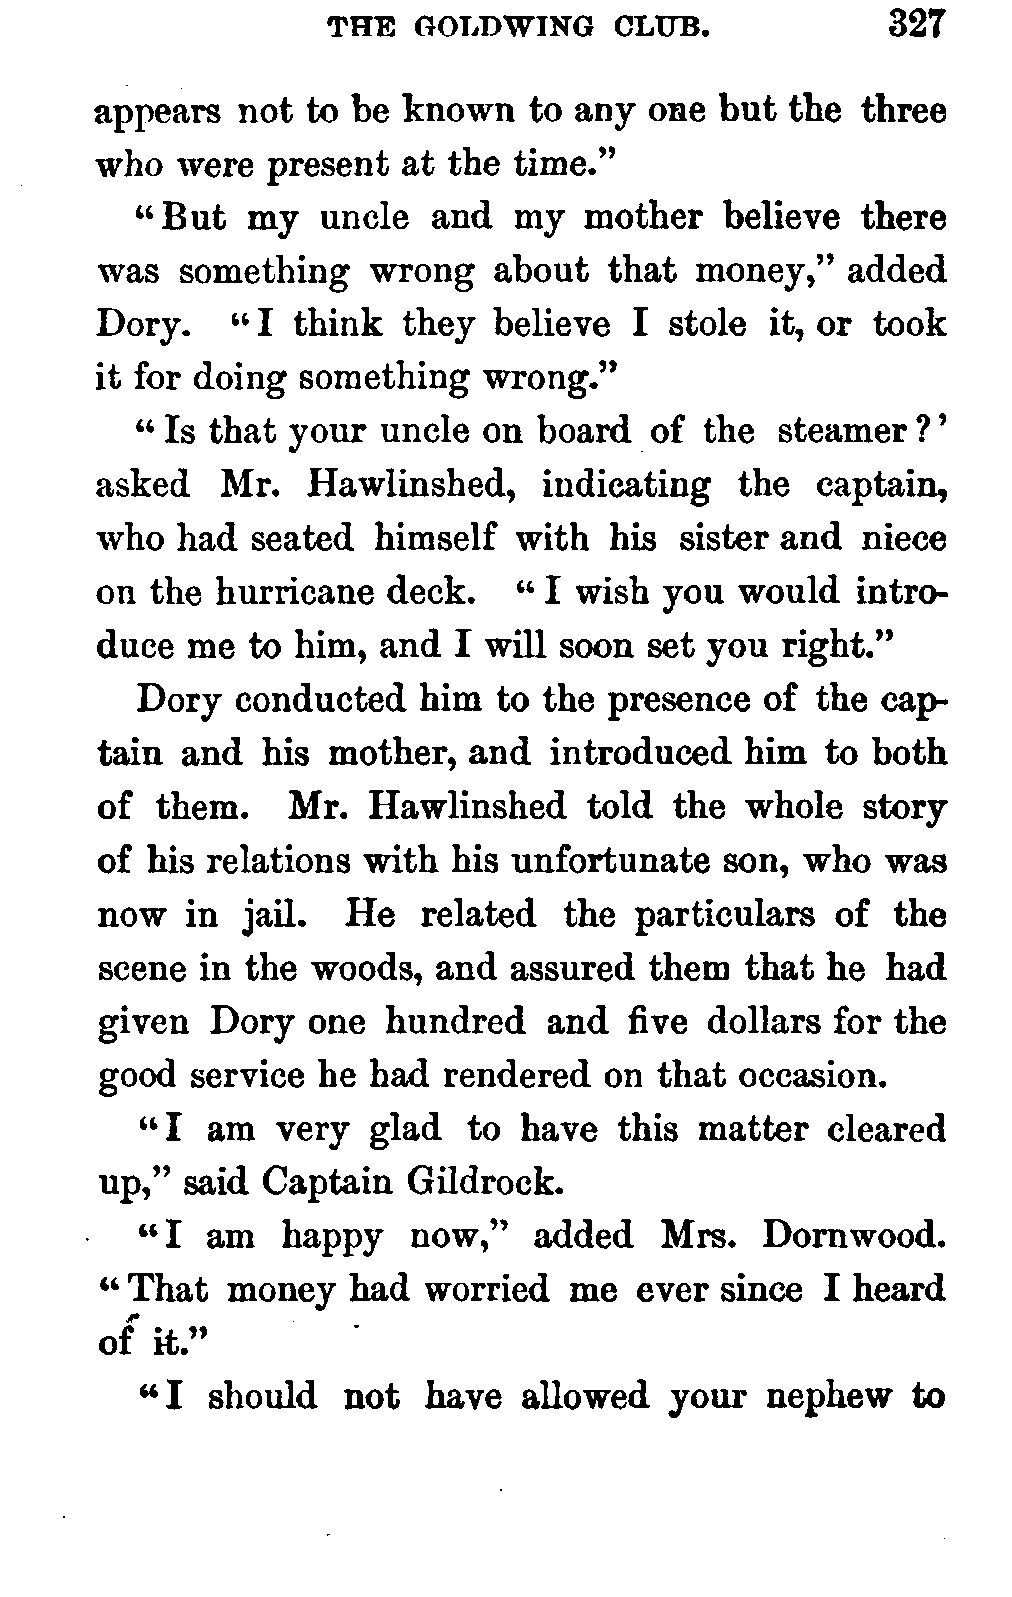 THE GOLDWING CLUB. 327
appears not to be known to any one but the three
who were present at the time."
"But my uncle and my mother believe there
was something wrong about that money," added
Dory. "I think they believe I stole it, or took
it for doing something wrong."
"Is that your uncle on board of the steamer?'
asked Mr. Hawlinshed, indicating the captain,
who had seated himself with his sister and niece
on the hurricane deck. "I wish you would intro-
duce me to him, and I will soon set you right."
Dory conducted him to the presence of the cap-
tain and his mother, and introduced him to both
of them. Mr. Hawlinshed told the whole story
of his relations with his unfortunate son, who was
now in jail. He related the particulars of the
scene in the woods, and assured them that he had
given Dory one hundred and five dollars for the
good service he had rendered on that occasion.
"I am very glad to have this matter cleared
up," said Captain Gildrock.
"I am happy now," added Mrs. Dornwood.
"That money had worried me ever since I heard
of it."
"I should not have allowed your nephew to